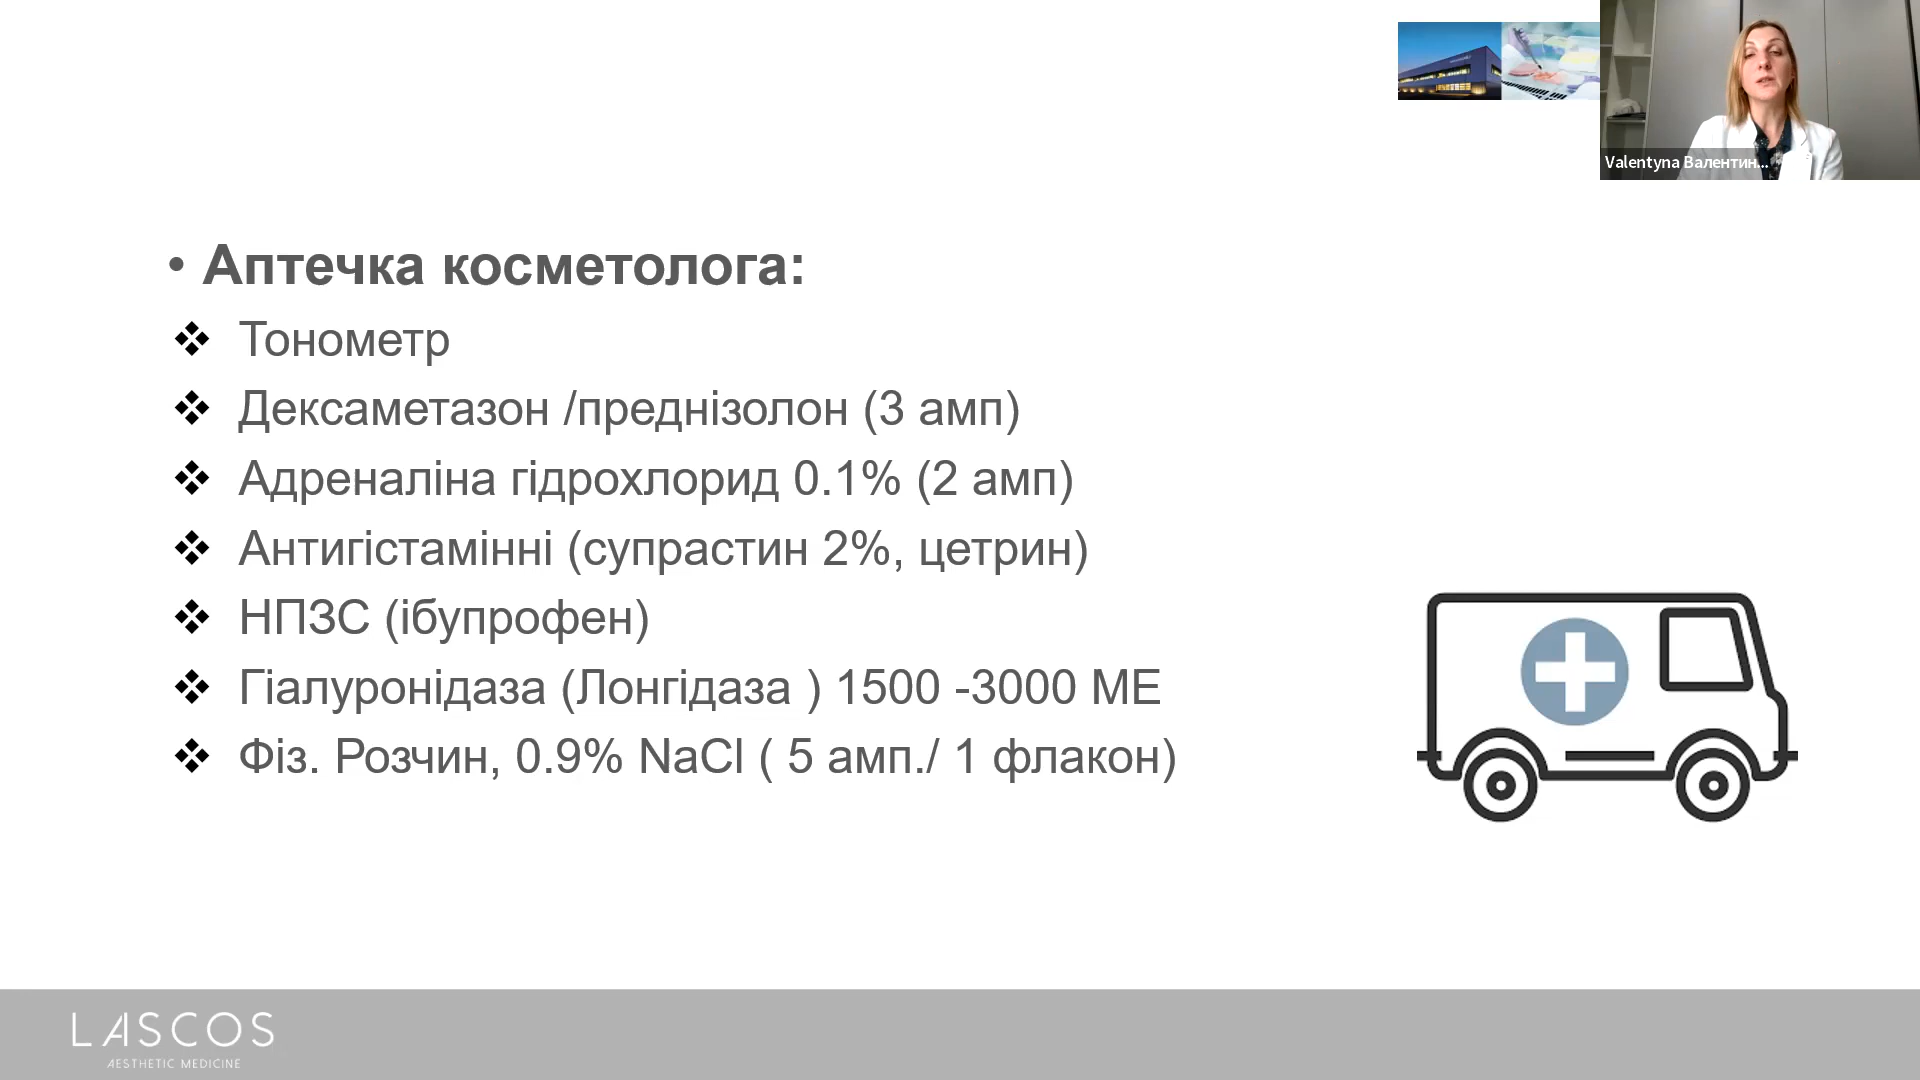 Valentyna Валентин...
• Аптечка косметолога:
❖ Тонометр
❖ Дексаметазон /преднізолон (3 амп)
❖ Адреналіна гідрохлорид 0.1% (2 амп)
❖ Антигістамінні (супрастин 2%, цетрин)
❖ НПЗС (ібупрофен)
❖ Гіалуронідаза (Лонгідаза ) 1500 -3000 МЕ
❖ Фіз. Розчин, 0.9% NaCl ( 5 амп./ 1 флакон)
LASCOS
AESTHETIC MEDICINE